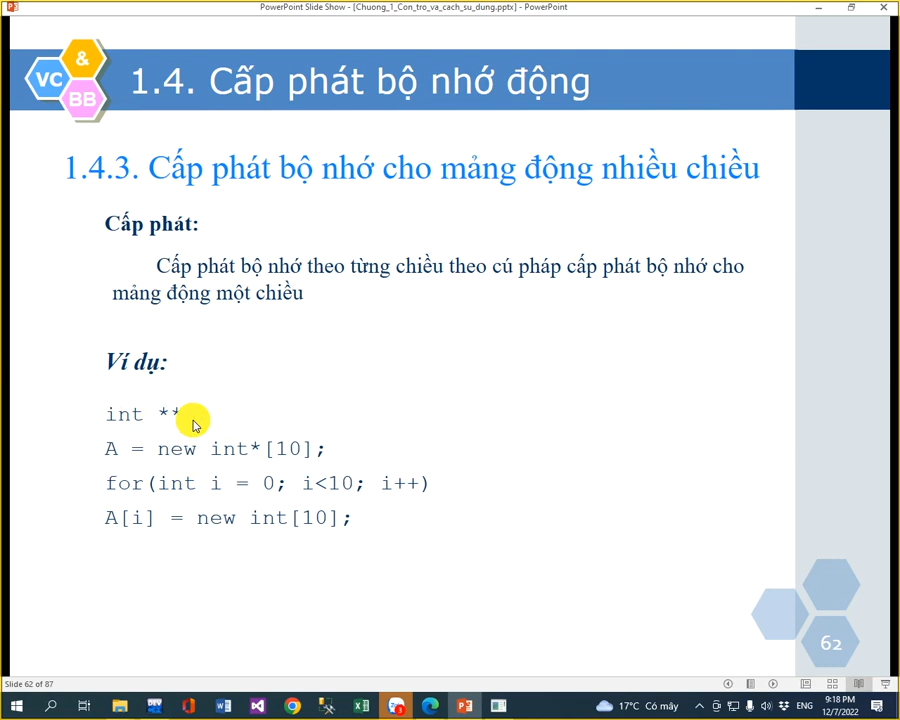 PowerPoint Slide Show - [Chuong_1_Con_tro_va_cach_su_dung.pptx] - PowerPoint
VC & BB
1.4. Cấp phát bộ nhớ động
1.4.3. Cấp phát bộ nhớ cho mảng động nhiều chiều
Cấp phát:
Cấp phát bộ nhớ theo từng chiều theo cú pháp cấp phát bộ nhớ cho
mảng động một chiều
Ví dụ:
int **
A = new int*[10];
for(int i = 0; i<10; i++)
A[i] = new int[10];
62
Slide 62 of 87
17°C Có mây
ENG
9:18 PM
12/7/2022